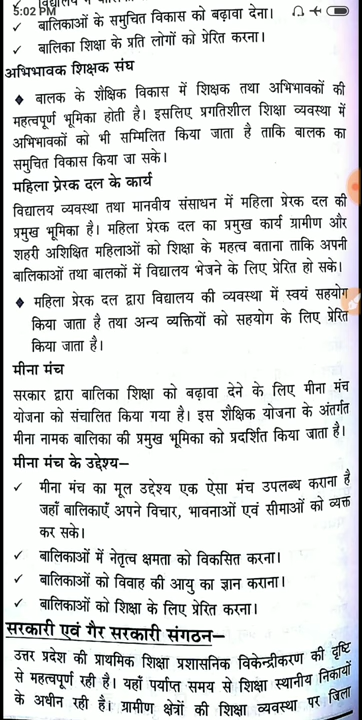 विद्यालय
5:02 PM
✓ बालिकाओं के समुचित विकास को बढ़ावा देना।
✓ बालिका शिक्षा के प्रति लोगों को प्रेरित करना।
अभिभावक शिक्षक संघ
♦ बालक के शैक्षिक विकास में शिक्षक तथा अभिभावकों की
महत्वपूर्ण भूमिका होती है। इसलिए प्रगतिशील शिक्षा व्यवस्था में
अभिभावकों को भी सम्मिलित किया जाता है ताकि बालक का
समुचित विकास किया जा सके।
महिला प्रेरक दल के कार्य
विद्यालय व्यवस्था तथा मानवीय संसाधन में महिला प्रेरक दल की
प्रमुख भूमिका है। महिला प्रेरक दल का प्रमुख कार्य ग्रामीण और
शहरी अशिक्षित महिलाओं को शिक्षा के महत्व बताना ताकि अपनी
बालिकाओं तथा बालकों में विद्यालय भेजने के लिए प्रेरित हो सके।
♦ महिला प्रेरक दल द्वारा विद्यालय की व्यवस्था में स्वयं सहयोग
किया जाता है तथा अन्य व्यक्तियों को सहयोग के लिए प्रेरित
किया जाता है।
मीना मंच
सरकार द्वारा बालिका शिक्षा को बढ़ावा देने के लिए मीना मंच
योजना को संचालित किया गया है। इस शैक्षिक योजना के अंतर्गत
मीना नामक बालिका की प्रमुख भूमिका को प्रदर्शित किया जाता है।
मीना मंच के उद्देश्य–
✓ मीना मंच का मूल उद्देश्य एक ऐसा मंच उपलब्ध कराना है
जहाँ बालिकाएँ अपने विचार, भावनाओं एवं सीमाओं को व्यक्त
कर सके।
✓ बालिकाओं में नेतृत्व क्षमता को विकसित करना।
✓ बालिकाओं को विवाह की आयु का ज्ञान कराना।
✓ बालिकाओं को शिक्षा के लिए प्रेरित करना।
सरकारी एवं गैर सरकारी संगठन–
उत्तर प्रदेश की प्राथमिक शिक्षा प्रशासनिक विकेन्द्रीकरण की दृष्टि
से महत्वपूर्ण रही है। यहाँ पर्याप्त समय से शिक्षा स्थानीय निकायों
के अधीन रही है। ग्रामीण क्षेत्रों की शिक्षा व्यवस्था पर जिला